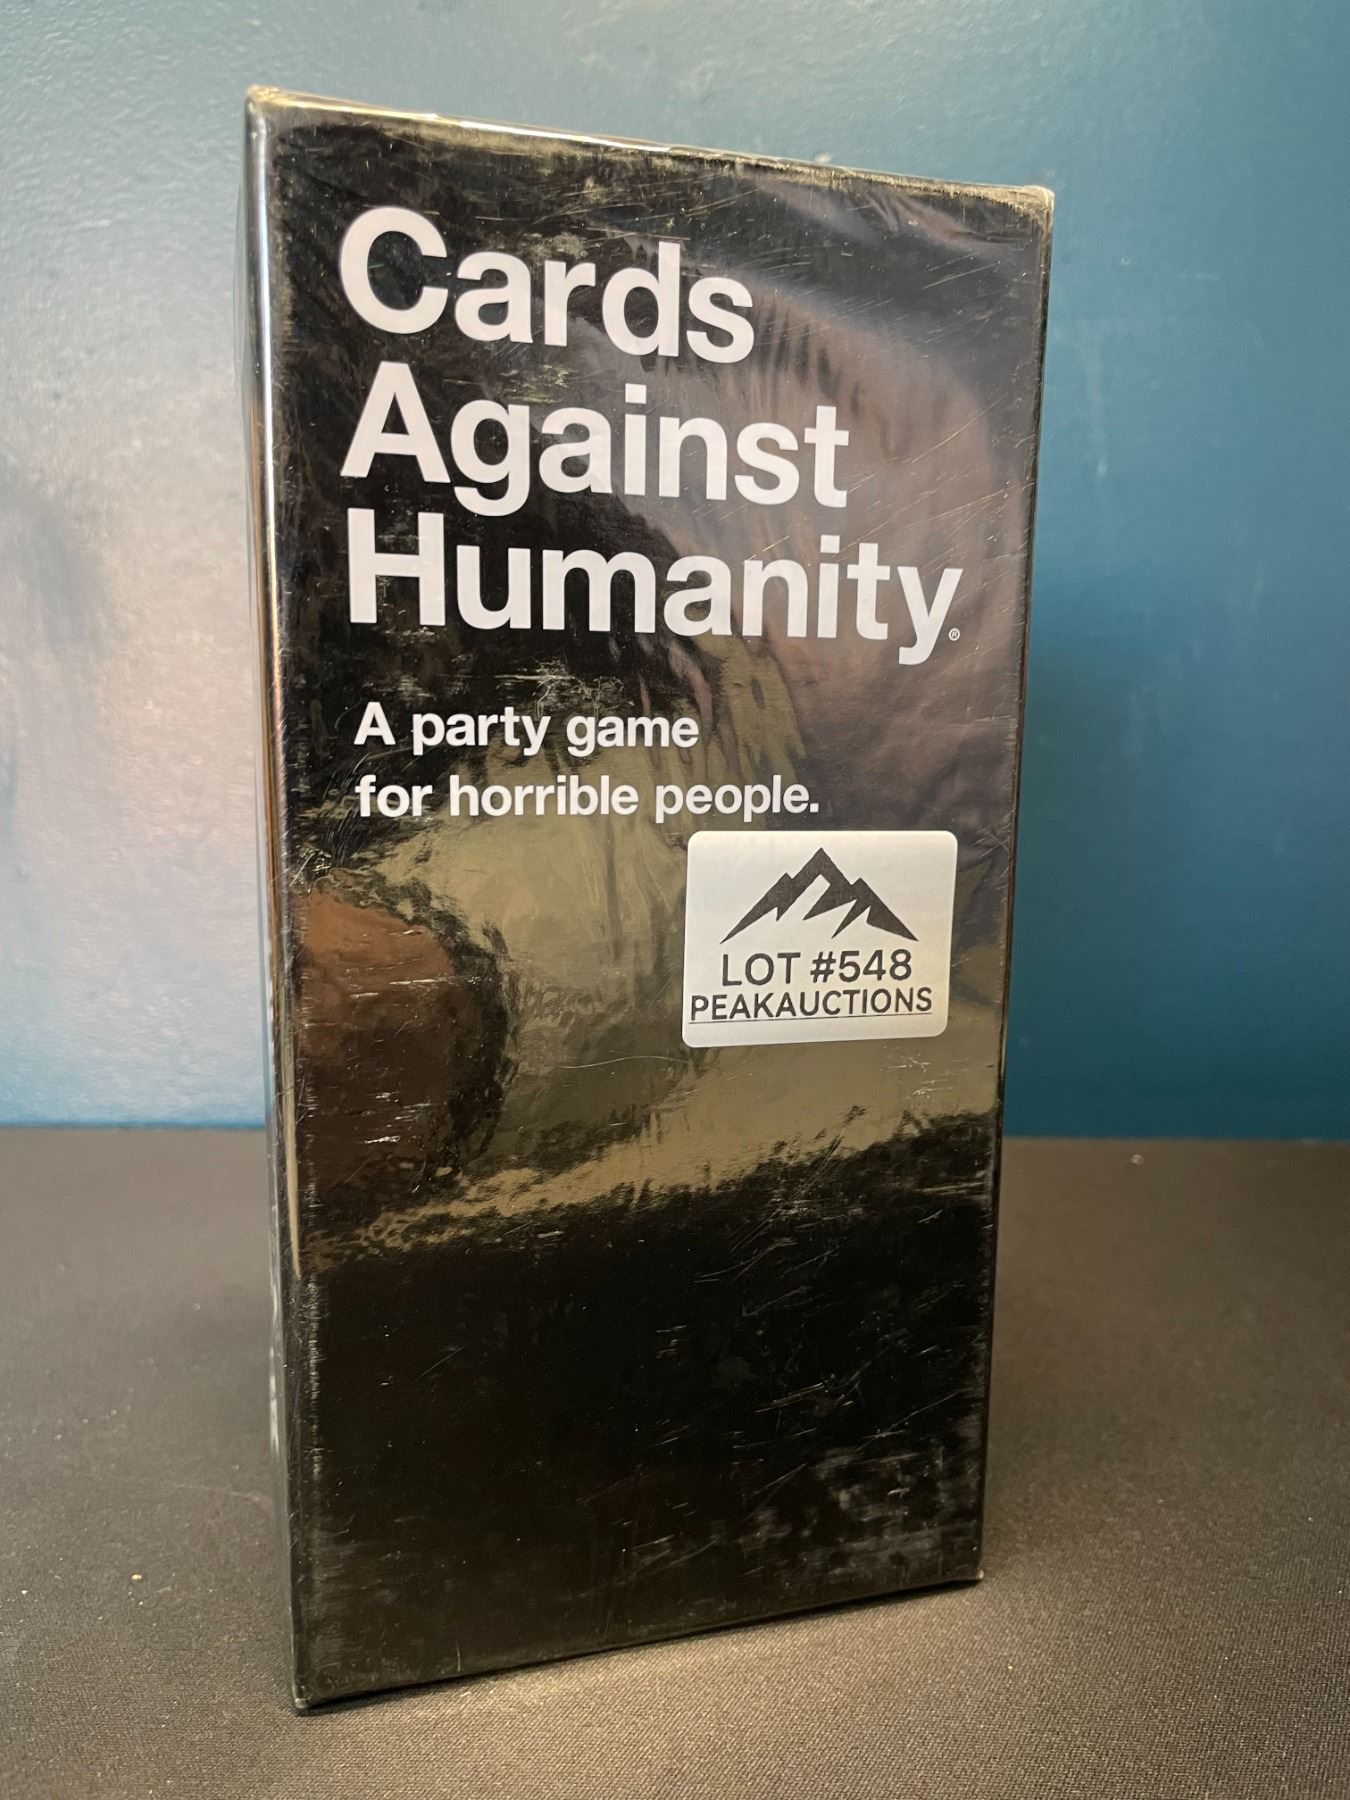 Cards
Against
Humanity®
A party game
for horrible people.
LOT #548
PEAKAUCTIONS